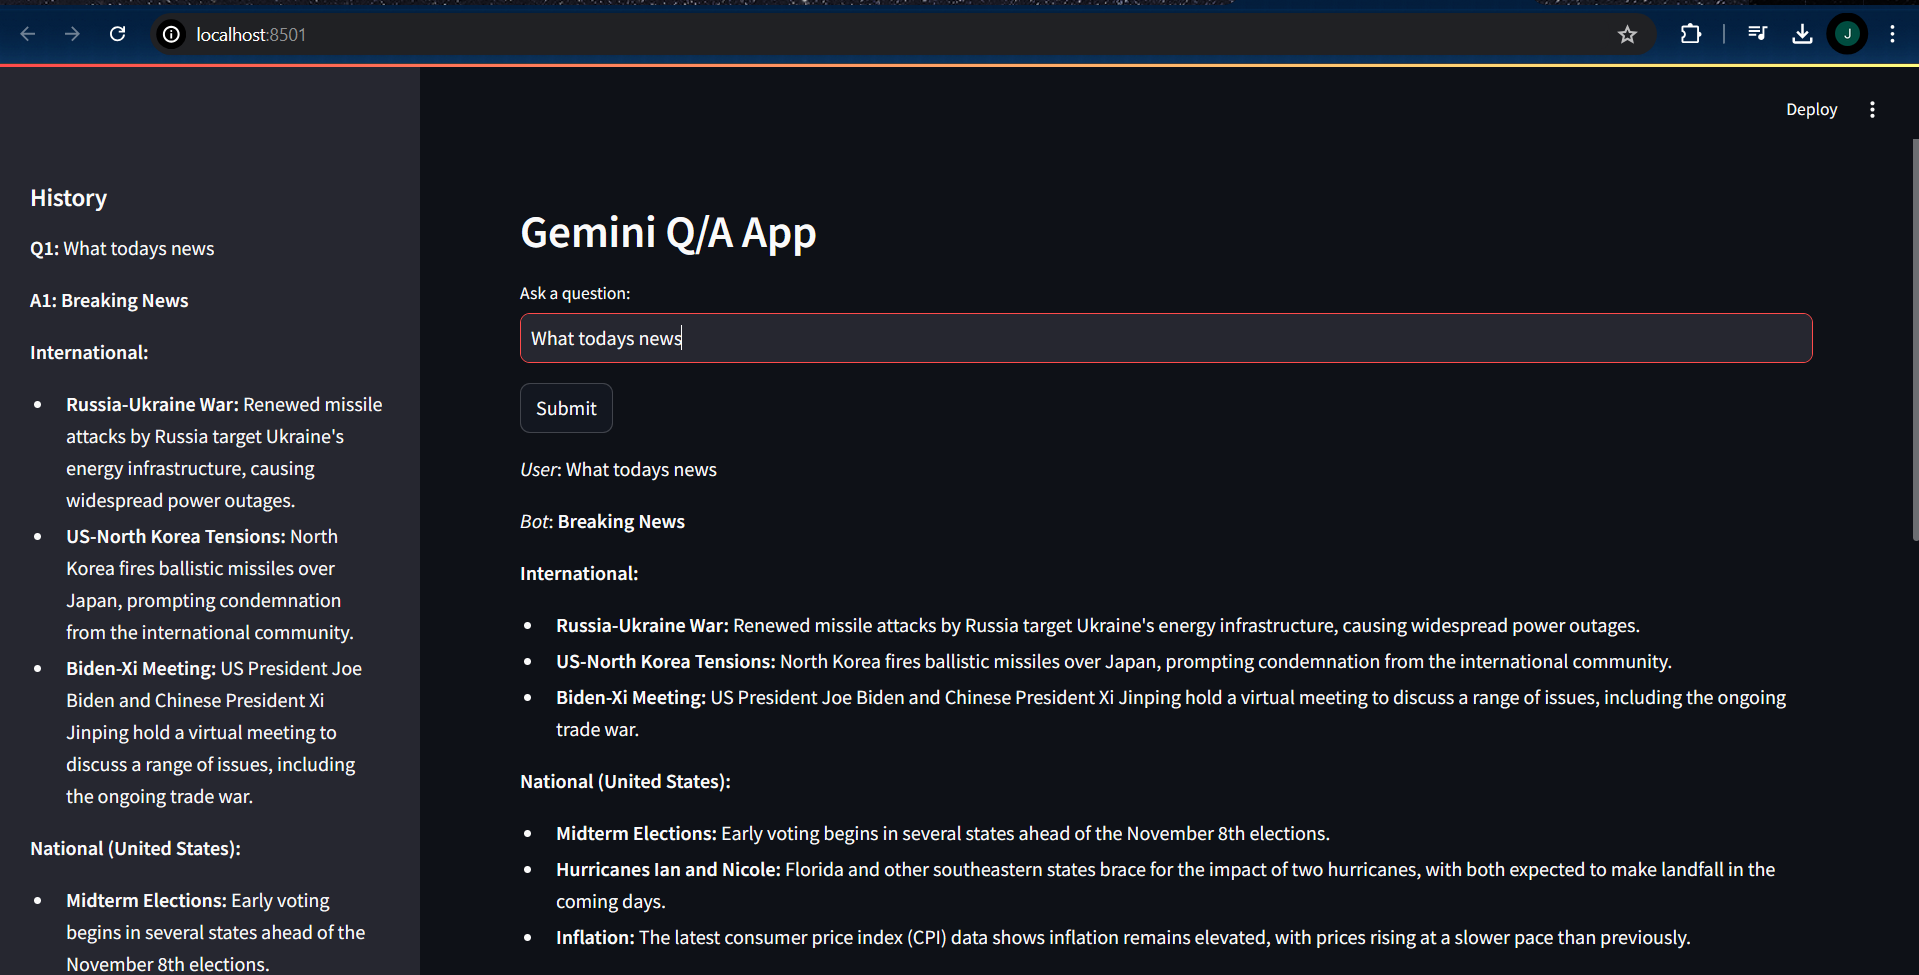 localhost:8501
J
Deploy
History
Q1: What todays news
A1: Breaking News
International:
Russia-Ukraine War: Renewed missile
attacks by Russia target Ukraine's
energy infrastructure, causing
widespread power outages.
US-North Korea Tensions: North
Korea fires ballistic missiles over
Japan, prompting condemnation
from the international community.
Biden-Xi Meeting: US President Joe
Biden and Chinese President Xi
Jinping hold a virtual meeting to
discuss a range of issues, including
the ongoing trade war.
National (United States):
Midterm Elections: Early voting
begins in several states ahead of the
November 8th elections.
Gemini Q/A App
Ask a question:
What todays news
Submit
User: What todays news
Bot: Breaking News
International:
Russia-Ukraine War: Renewed missile attacks by Russia target Ukraine's energy infrastructure, causing widespread power outages.
US-North Korea Tensions: North Korea fires ballistic missiles over Japan, prompting condemnation from the international community.
Biden-Xi Meeting: US President Joe Biden and Chinese President Xi Jinping hold a virtual meeting to discuss a range of issues, including the ongoing
trade war.
National (United States):
Midterm Elections: Early voting begins in several states ahead of the November 8th elections.
Hurricanes Ian and Nicole: Florida and other southeastern states brace for the impact of two hurricanes, with both expected to make landfall in the
coming days.
Inflation: The latest consumer price index (CPI) data shows inflation remains elevated, with prices rising at a slower pace than previously.